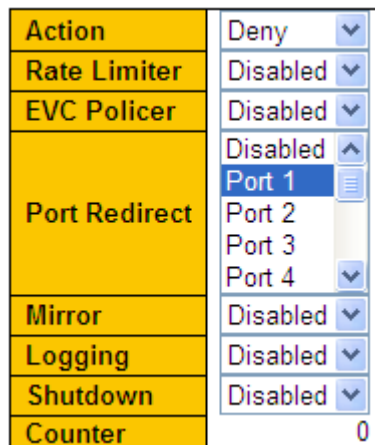 Action Deny
Rate Limiter Disabled
EVC Policer Disabled
Port Redirect Disabled
Port 1
Port 2
Port 3
Port 4
Mirror Disabled
Logging Disabled
Shutdown Disabled
Counter 0